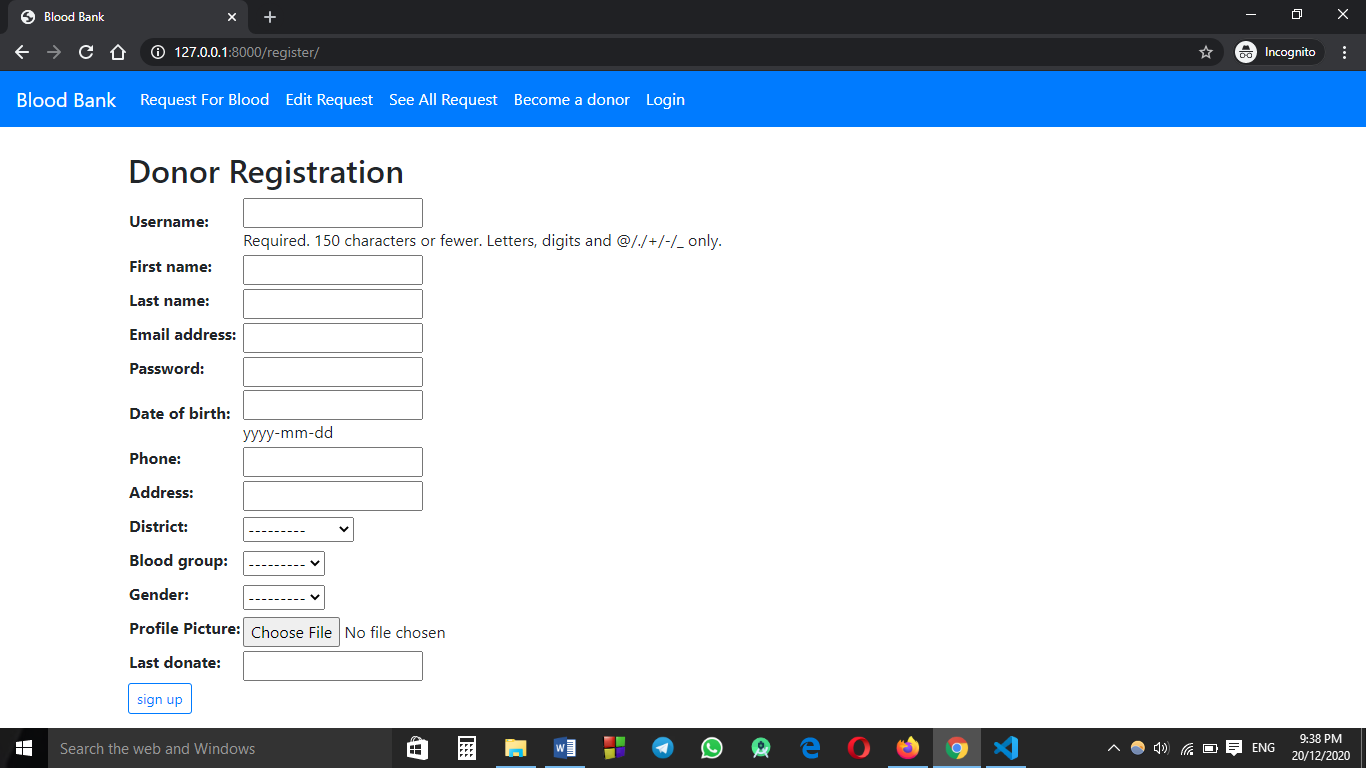 Blood Bank
127.0.0.1:8000/register/
Incognito
Blood Bank Request For Blood Edit Request See All Request Become a donor Login
Donor Registration
Username:
Required. 150 characters or fewer. Letters, digits and @/./+/-/_ only.
First name:
Last name:
Email address:
Password:
Date of birth:
yyyy-mm-dd
Phone:
Address:
District: ---------
Blood group: ---------
Gender: ---------
Profile Picture: Choose File No file chosen
Last donate:
sign up
Search the web and Windows
ENG
9:38 PM
20/12/2020